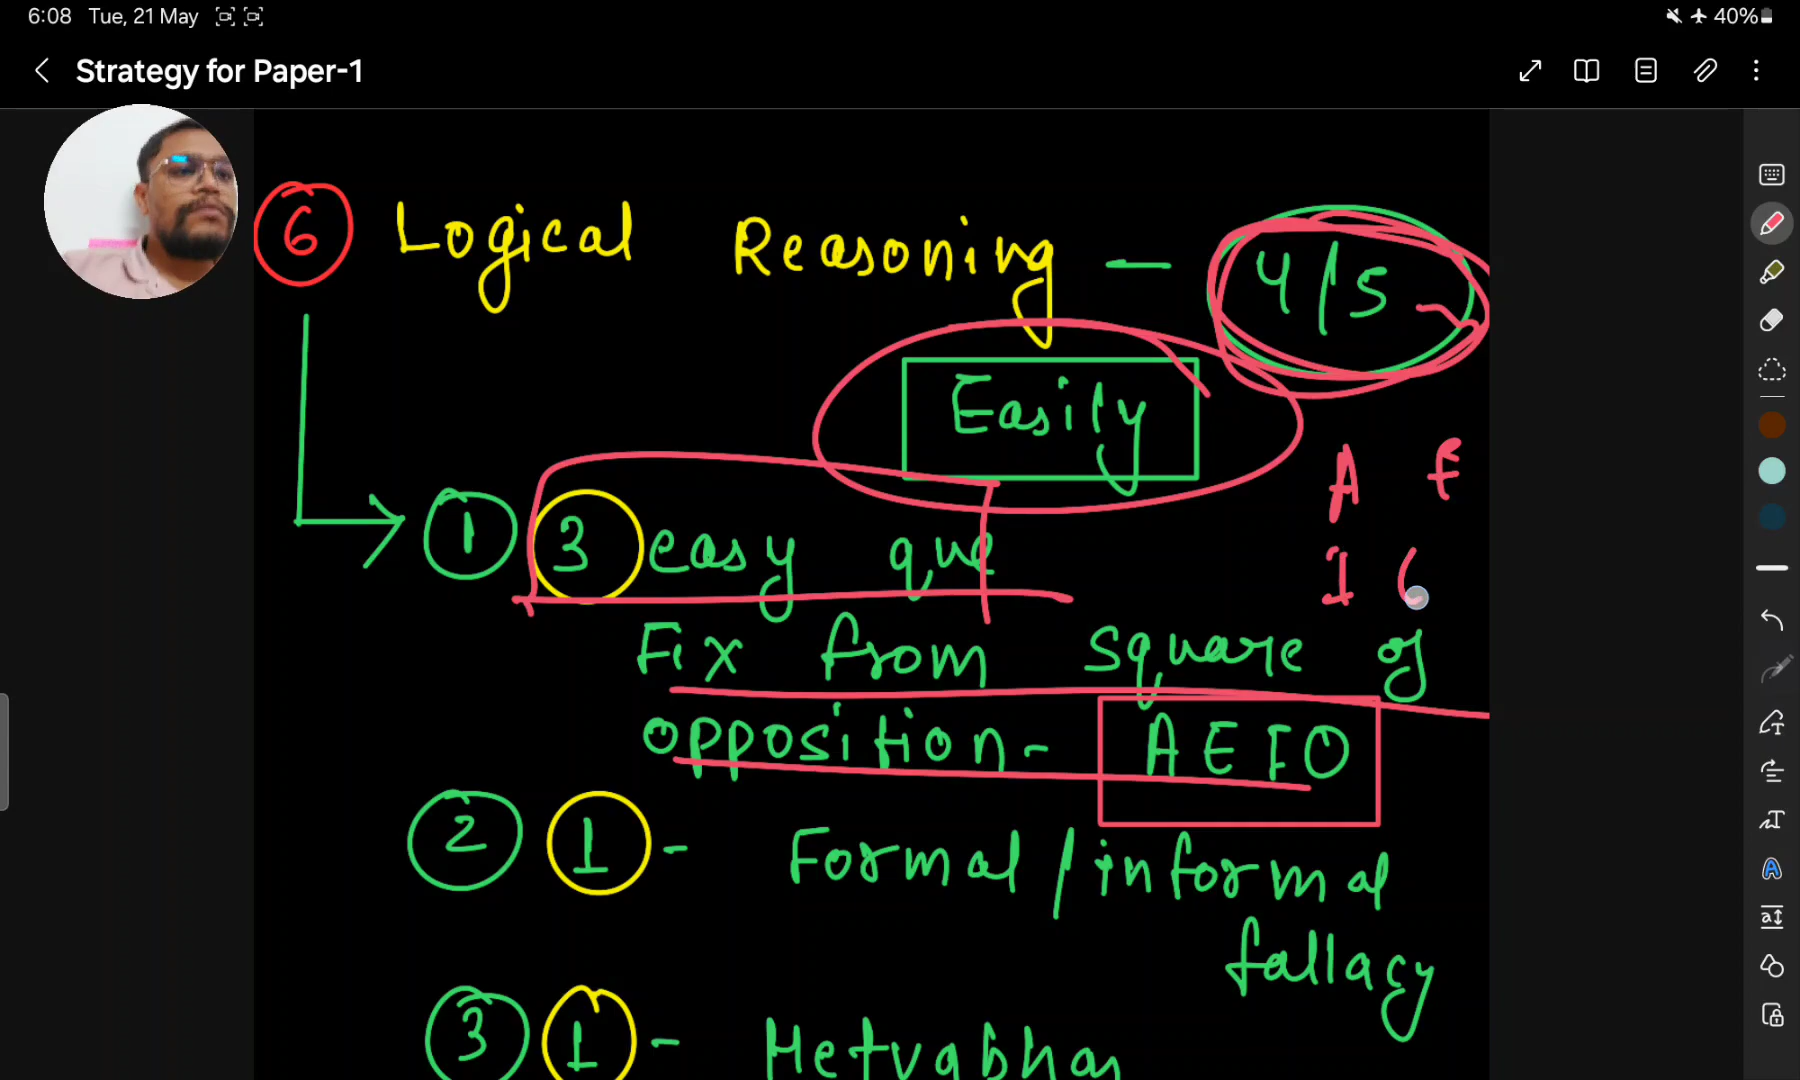 6:08 Tue, 21 May 40%
Strategy for Paper-1
6 Logical Reasoning - 4/5
Easily
A E
1 3 easy que
I
Fix from square of
opposition - AEIO
2 1 - Formal / informal
fallacy
3 1 - Hetvabhas